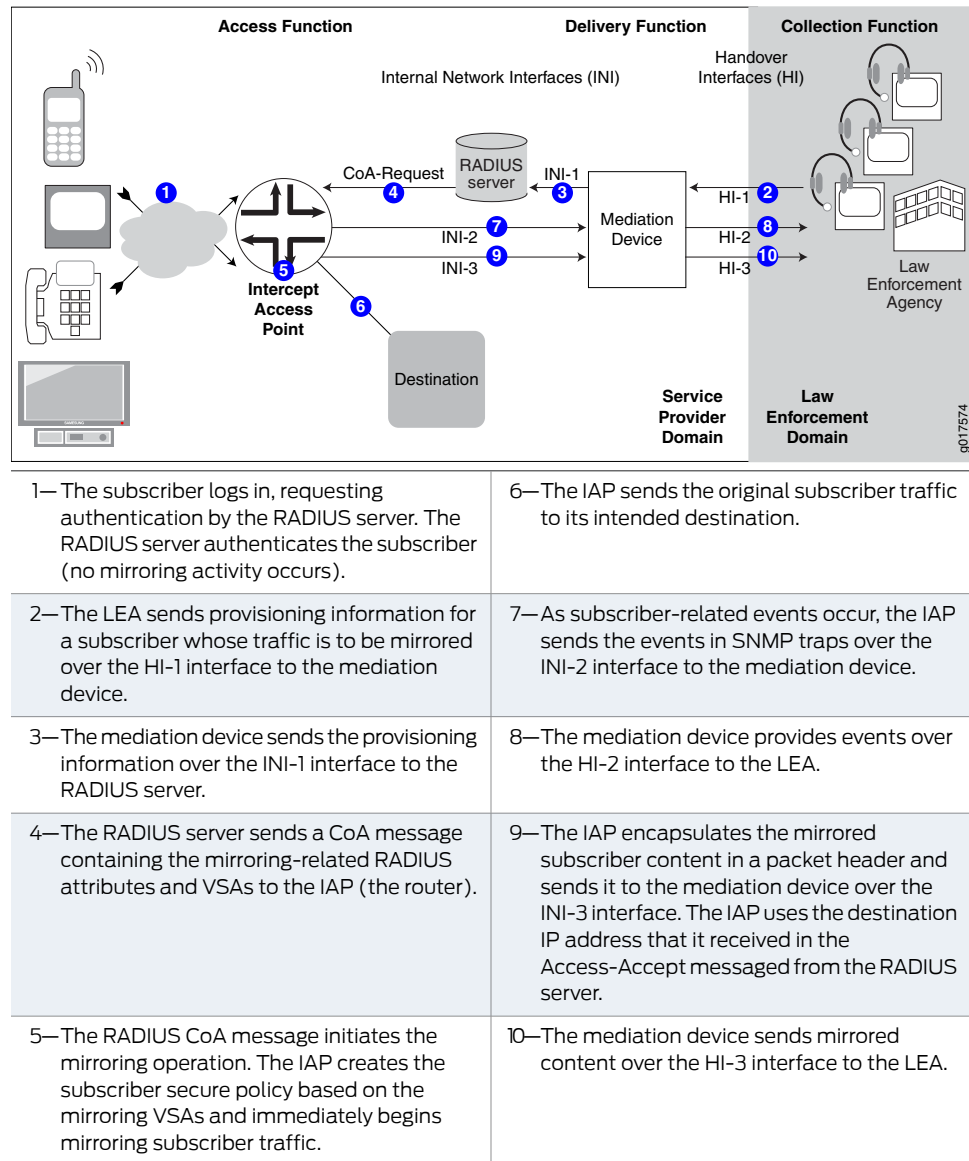 Access Function
Delivery Function
Collection Function
Internal Network Interfaces (INI)
Handover
Interfaces (HI)
CoA-Request
RADIUS
server
INI-1
HI-1
1
4
3
2
Mediation
Device
7
INI-2
8
HI-2
9
INI-3
10
HI-3
5
Intercept
Access
Point
6
Law
Enforcement
Agency
Destination
SAMSUNG
Service
Provider
Domain
Law
Enforcement
Domain
g017574
1—The subscriber logs in, requesting
authentication by the RADIUS server. The
RADIUS server authenticates the subscriber
(no mirroring activity occurs).
6—The IAP sends the original subscriber traffic
to its intended destination.
2—The LEA sends provisioning information for
a subscriber whose traffic is to be mirrored
over the HI-1 interface to the mediation
device.
7—As subscriber-related events occur, the IAP
sends the events in SNMP traps over the
INI-2 interface to the mediation device.
3—The mediation device sends the provisioning
information over the INI-1 interface to the
RADIUS server.
8—The mediation device provides events over
the HI-2 interface to the LEA.
4—The RADIUS server sends a CoA message
containing the mirroring-related RADIUS
attributes and VSAs to the IAP (the router).
9—The IAP encapsulates the mirrored
subscriber content in a packet header and
sends it to the mediation device over the
INI-3 interface. The IAP uses the destination
IP address that it received in the
Access-Accept messaged from the RADIUS
server.
5—The RADIUS CoA message initiates the
mirroring operation. The IAP creates the
subscriber secure policy based on the
mirroring VSAs and immediately begins
mirroring subscriber traffic.
10—The mediation device sends mirrored
content over the HI-3 interface to the LEA.